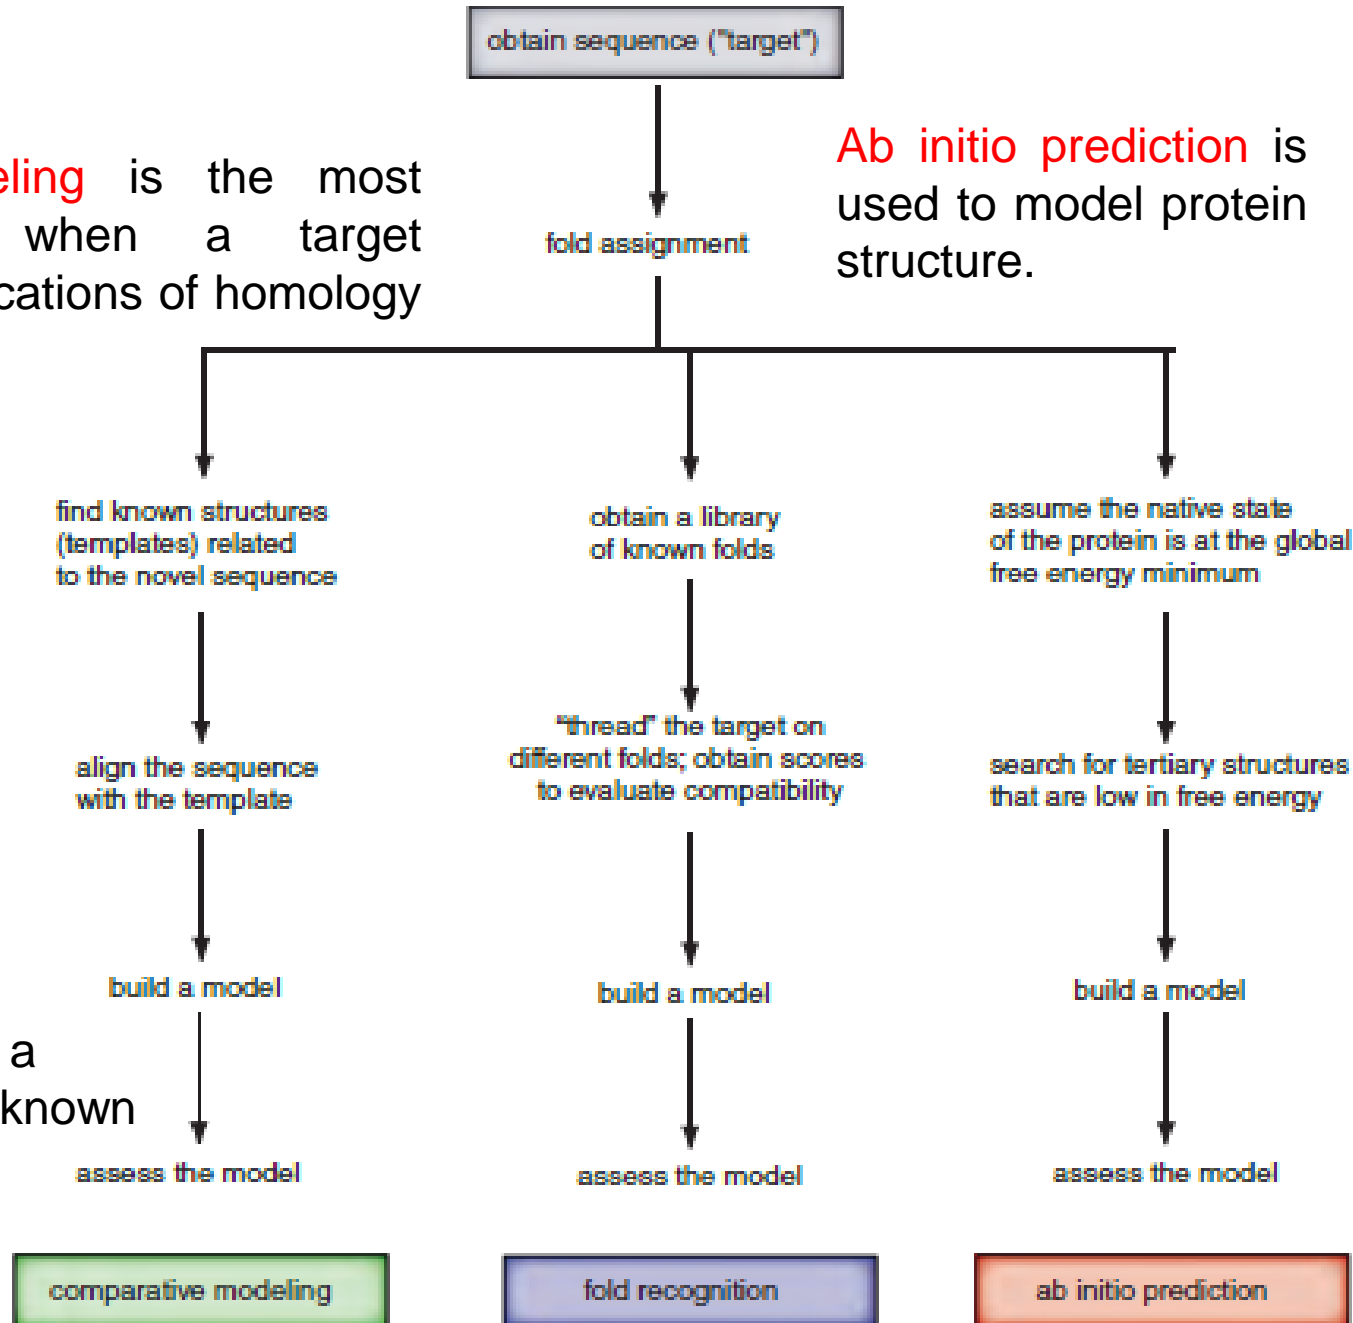 obtain sequence ("target")
eling is the most
when a target
cations of homology
Ab initio prediction is
used to model protein
structure.
fold assignment
find known structures
(templates) related
to the novel sequence
align the sequence
with the template
build a model
a
known
assess the model
comparative modeling
obtain a library
of known folds
"thread" the target on
different folds; obtain scores
to evaluate compatibility
build a model
assess the model
fold recognition
assume the native state
of the protein is at the global
free energy minimum
search for tertiary structures
that are low in free energy
build a model
assess the model
ab initio prediction